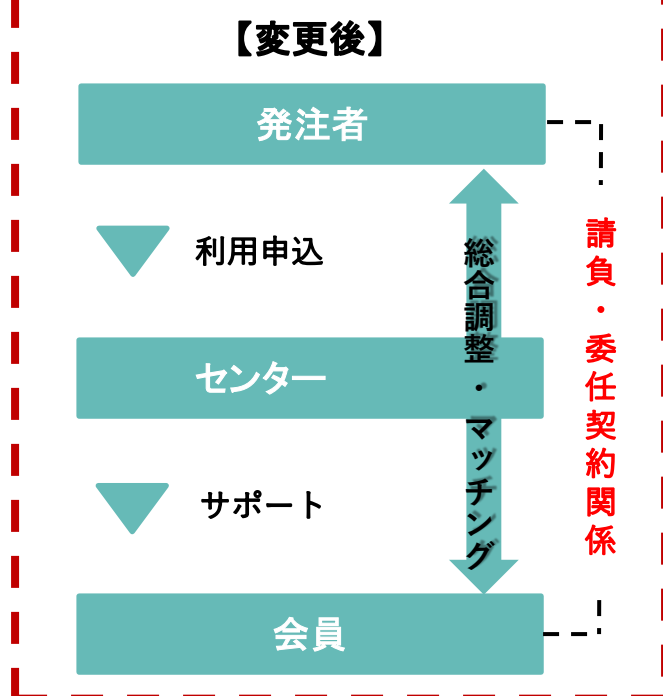 【変更後】
発注者
利用申込
センター
サポート
会員
総合調整・マッチング
請負・委任契約関係